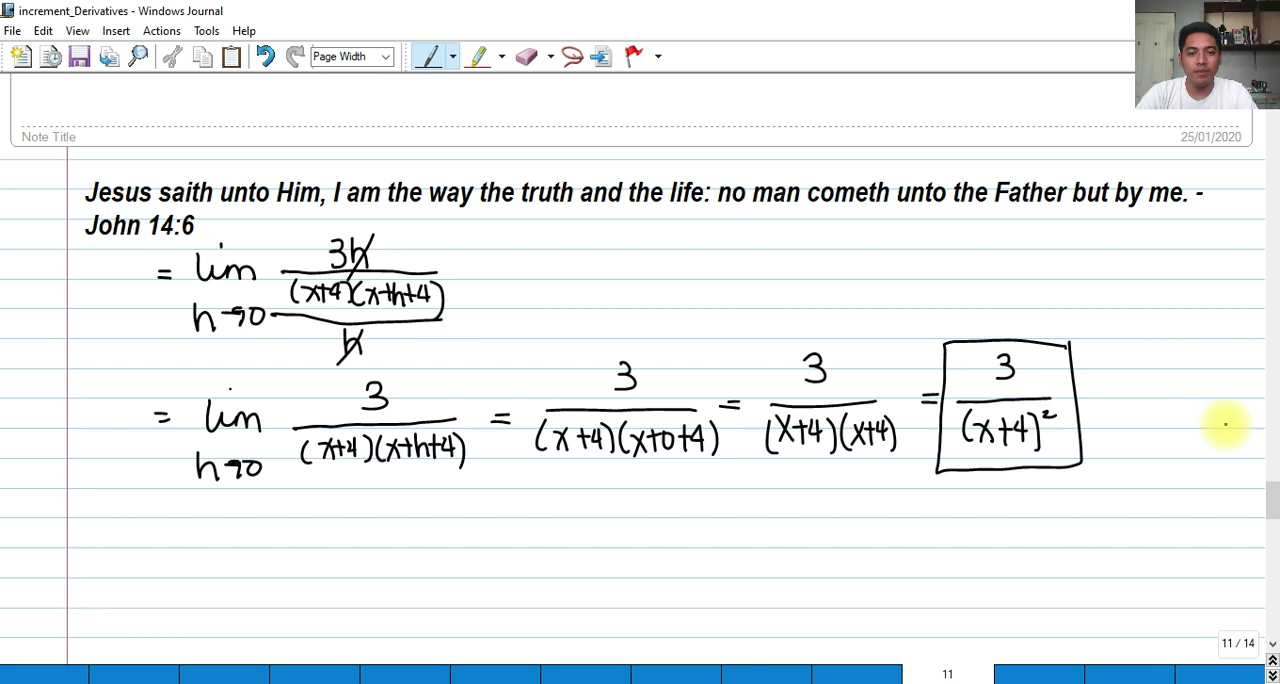 increment_Derivatives - Windows Journal
File Edit View Insert Actions Tools Help
Page Width
Note Title
25/01/2020
Jesus saith unto Him, I am the way the truth and the life: no man cometh unto the Father but by me. -
John 14:6
= lim h→0 (3h / (x+4)(x+h+4)) / h
= lim h→0 3 / (x+4)(x+h+4) = 3 / (x+4)(x+0+4) = 3 / (x+4)(x+4) = 3 / (x+4)²
11 / 14
11